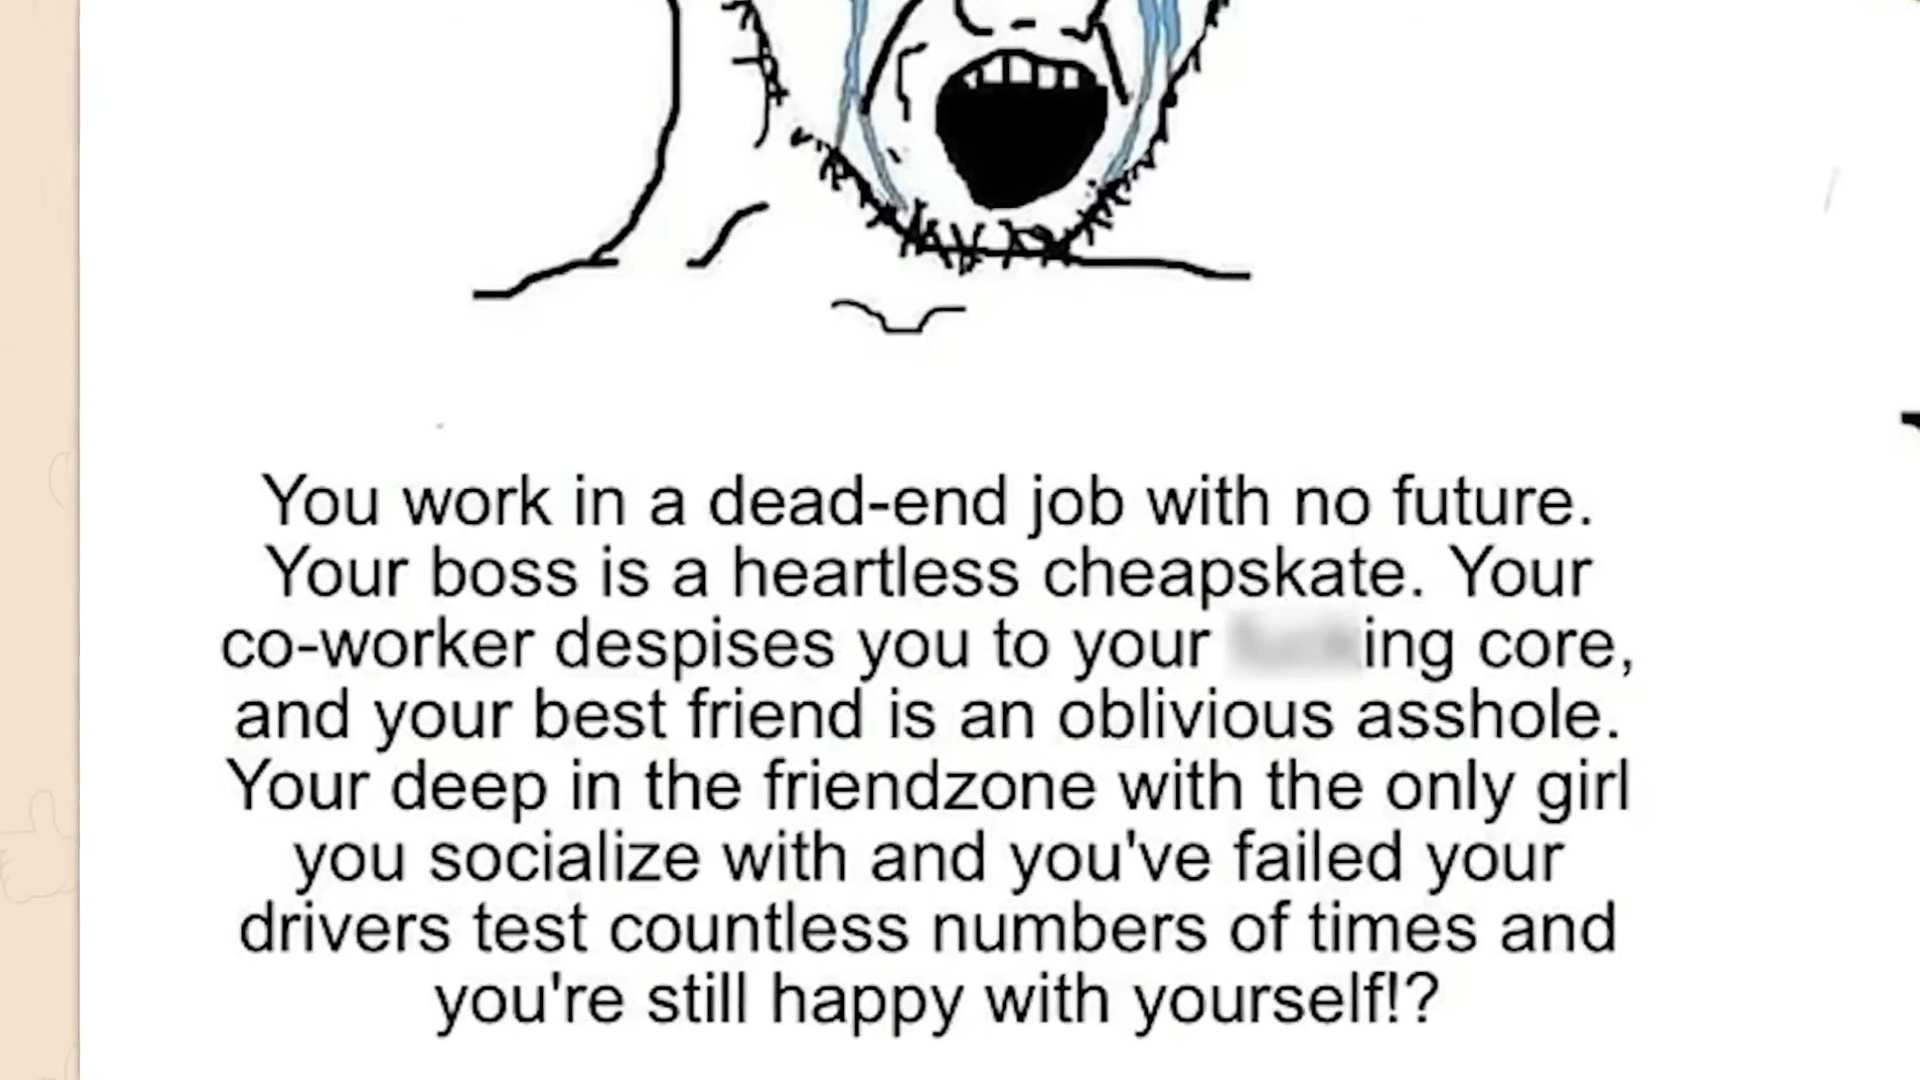 You work in a dead-end job with no future.
Your boss is a heartless cheapskate. Your
co-worker despises you to your ing core,
and your best friend is an oblivious asshole.
Your deep in the friendzone with the only girl
you socialize with and you've failed your
drivers test countless numbers of times and
you're still happy with yourself!?